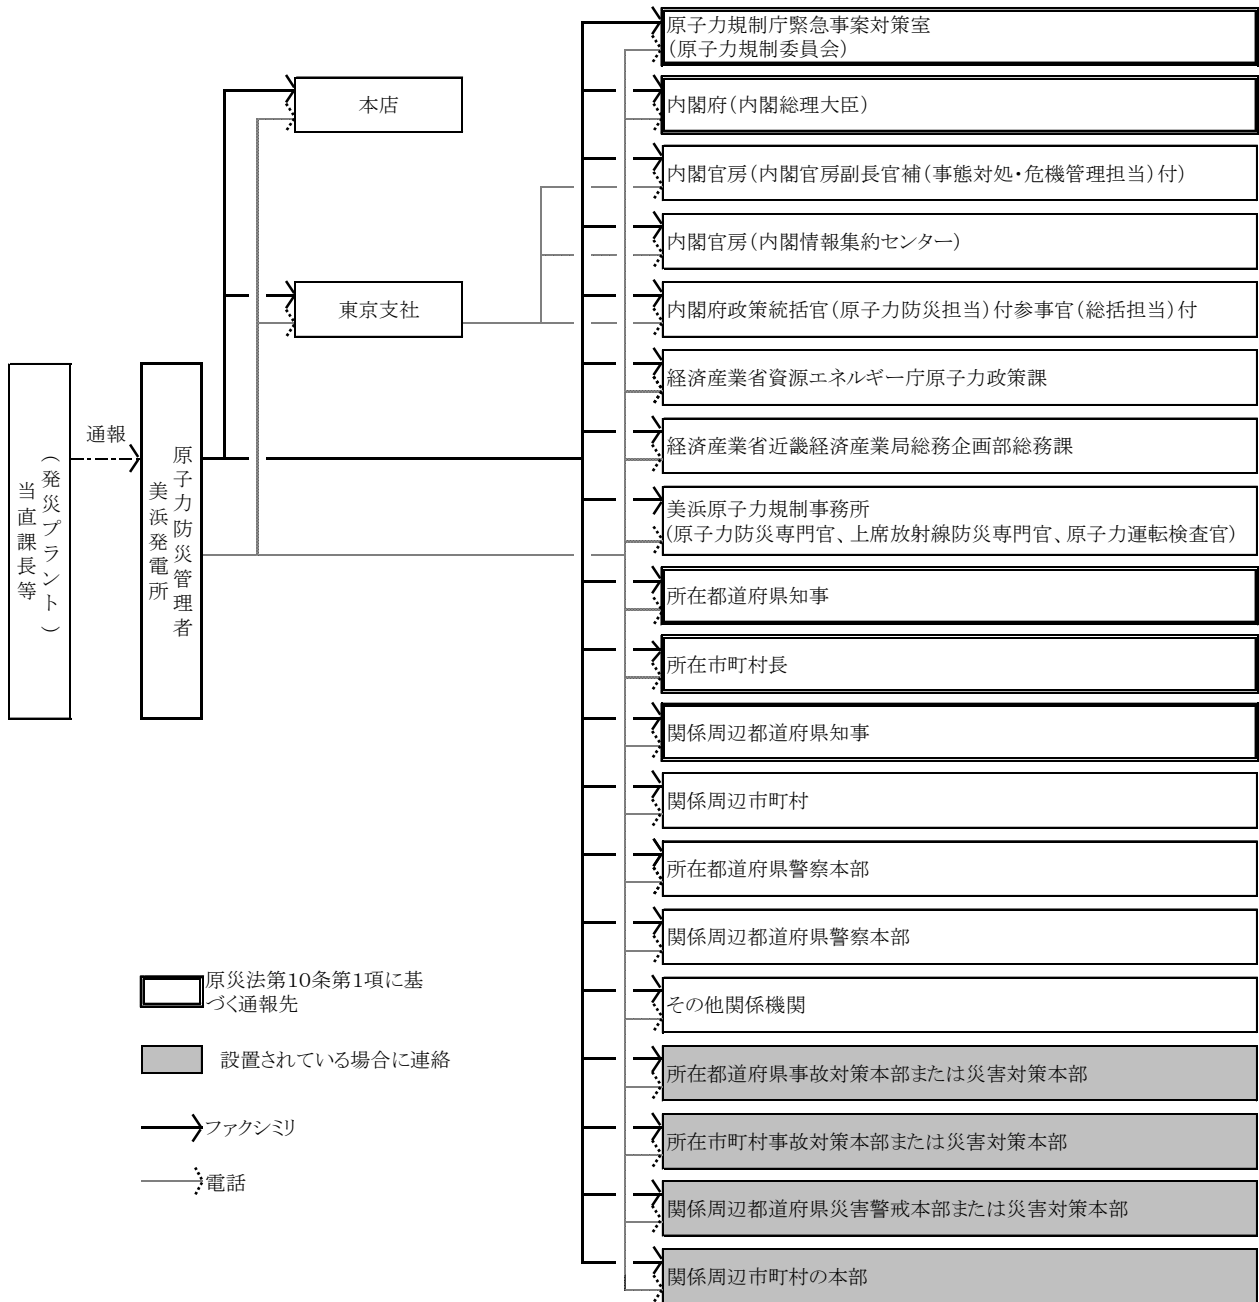 原子力規制庁緊急事案対策室
(原子力規制委員会)
本店
内閣府(内閣総理大臣)
内閣官房(内閣官房副長官補(事態対処・危機管理担当)付)
内閣官房(内閣情報集約センター)
東京支社
内閣府政策統括官(原子力防災担当)付参事官(総括担当)付
経済産業省資源エネルギー庁原子力政策課
経済産業省近畿経済産業局総務企画部総務課
美浜原子力規制事務所
(原子力防災専門官、上席放射線防災専門官、原子力運転検査官)
(発災プラント)
当直課長等
通報
原子力防災管理者
美浜発電所
所在都道府県知事
所在市町村長
関係周辺都道府県知事
関係周辺市町村
所在都道府県警察本部
関係周辺都道府県警察本部
その他関係機関
所在都道府県事故対策本部または災害対策本部
所在市町村事故対策本部または災害対策本部
関係周辺都道府県災害警戒本部または災害対策本部
関係周辺市町村の本部
原災法第10条第1項に基
づく通報先
設置されている場合に連絡
ファクシミリ
電話